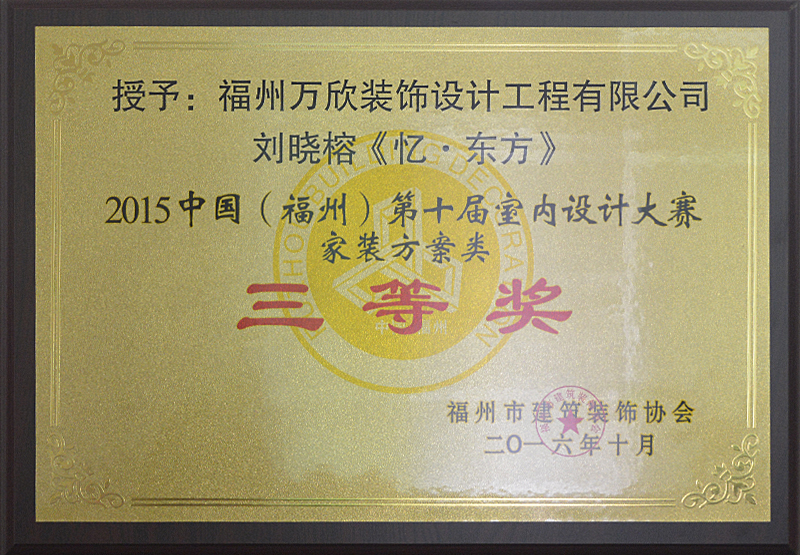 授予：福州万欣装饰设计工程有限公司
刘晓榕《忆·东方》
2015中国（福州）第十届室内设计大赛
家装方案类
三等奖
福州市建筑装饰协会
二〇一六年十月